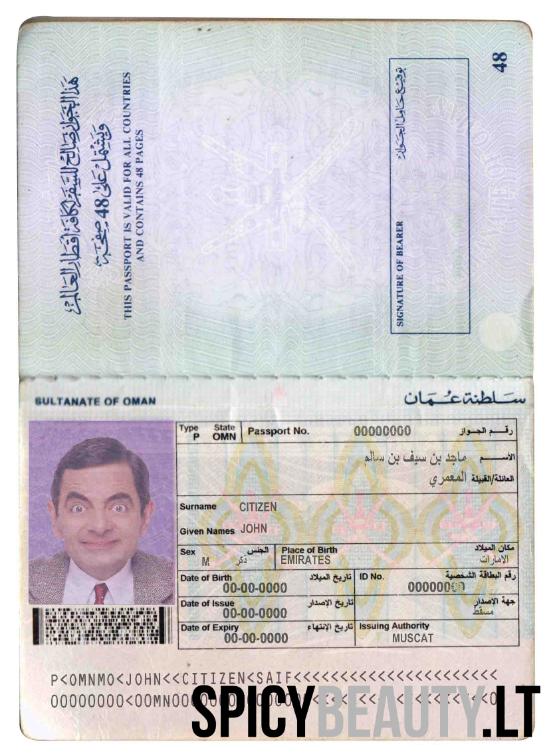 48
هذا الجواز صالح للسفر لكافة أقطار العالم
ويشتمل على 48 صفحة
THIS PASSPORT IS VALID FOR ALL COUNTRIES
AND CONTAINS 48 PAGES
توقيع حامل الجواز
SIGNATURE OF BEARER
SULTANATE OF OMAN سلطنة عمان
Type State Passport No. 00000000 رقم الجواز
P OMN
الاسم ماجد بن سيف بن سالم
العائلة/القبيلة المعمري
Surname CITIZEN
Given Names JOHN
Sex الجنس Place of Birth مكان الميلاد
M ذكر EMIRATES الامارات
Date of Birth تاريخ الميلاد ID No. رقم البطاقة الشخصية
00-00-0000 00000000
Date of Issue تاريخ الإصدار جهة الإصدار
00-00-0000 مسقط
Date of Expiry تاريخ الإنتهاء Issuing Authority
00-00-0000 MUSCAT
P<OMNMO<JOHN<<CITIZEN<SAIF<<<<<<<<<<<<<<<<<<
SPICYBEAUTY.LT